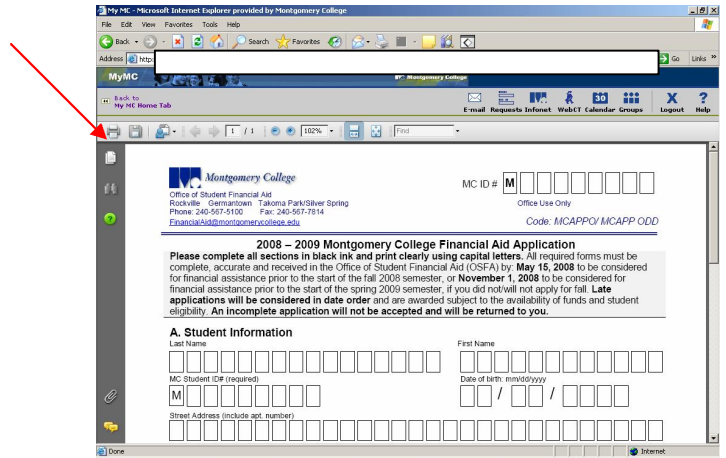 My MC - Microsoft Internet Explorer provided by Montgomery College
File Edit View Favorites Tools Help
Back Search Favorites
Address http: Go Links »
MyMC Montgomery College
Back to
My MC Home Tab
E-mail Requests Infonet WebCT Calendar Groups Logout Help
1 / 1 102% Find
Montgomery College
MC ID # M
Office of Student Financial Aid
Rockville Germantown Takoma Park/Silver Spring
Office Use Only
Phone: 240-567-5100 Fax: 240-567-7814
FinancialAid@montgomerycollege.edu
Code: MCAPPO/ MCAPP ODD
2008 – 2009 Montgomery College Financial Aid Application
Please complete all sections in black ink and print clearly using capital letters. All required forms must be
complete, accurate and received in the Office of Student Financial Aid (OSFA) by: May 15, 2008 to be considered
for financial assistance prior to the start of the fall 2008 semester, or November 1, 2008 to be considered for
financial assistance prior to the start of the spring 2009 semester, if you did not/will not apply for fall. Late
applications will be considered in date order and are awarded subject to the availability of funds and student
eligibility. An incomplete application will not be accepted and will be returned to you.
A. Student Information
Last Name First Name
MC Student ID# (required) Date of birth: mm/dd/yyyy
M / /
Street Address (include apt. number)
Done Internet